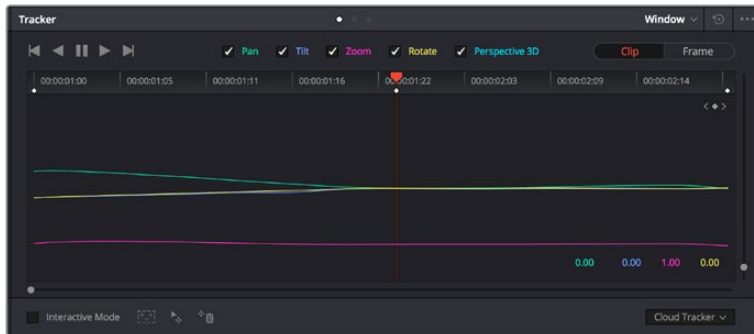 Tracker Window
Pan Tilt Zoom Rotate Perspective 3D Clip Frame
00:00:01:00 00:00:01:05 00:00:01:11 00:00:01:16 00:00:01:22 00:00:02:03 00:00:02:09 00:00:02:14
0.00 0.00 1.00 0.00
Interactive Mode Cloud Tracker